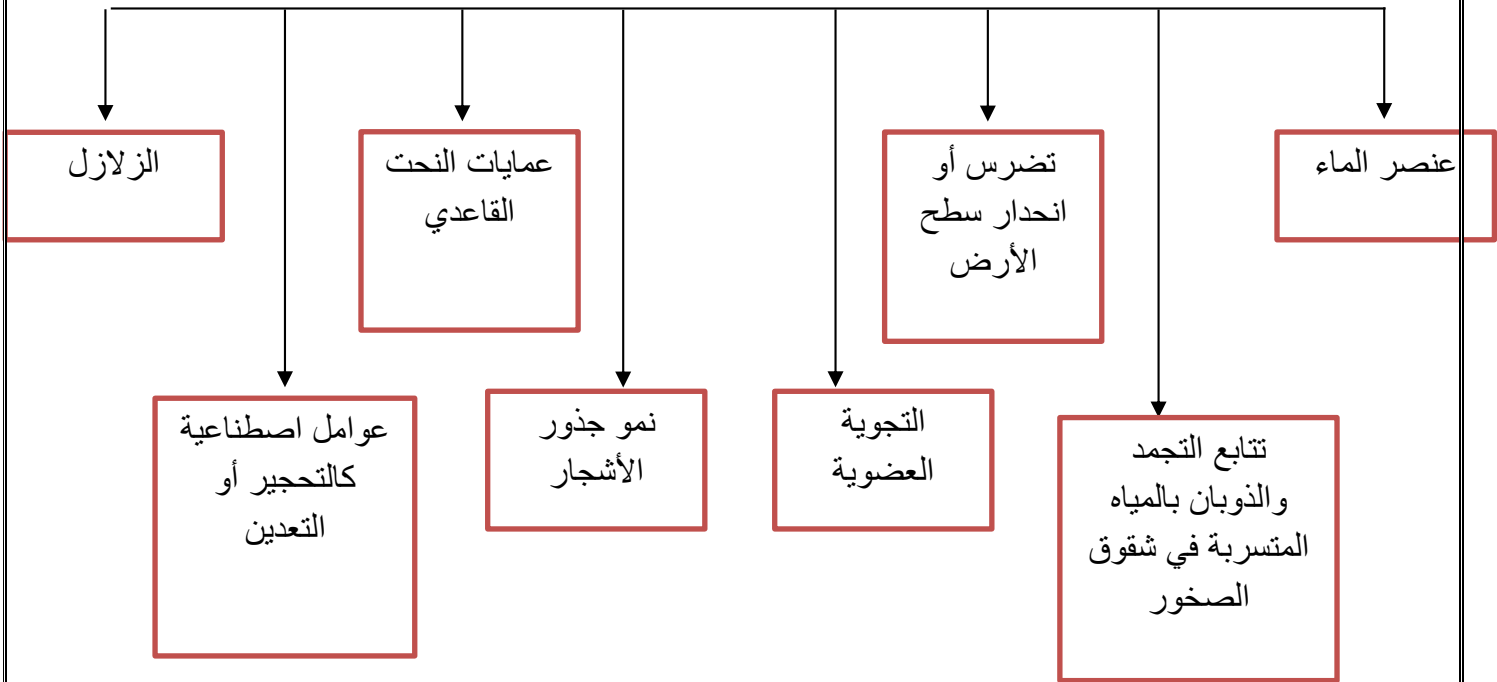 عنصر الماء
تضرس أو
انحدار سطح
الأرض
عمايات النحت
القاعدي
الزلازل
تتابع التجمد
والذوبان بالمياه
المتسربة في شقوق
الصخور
التجوية
العضوية
نمو جذور
الأشجار
عوامل اصطناعية
كالتحجير أو
التعدين